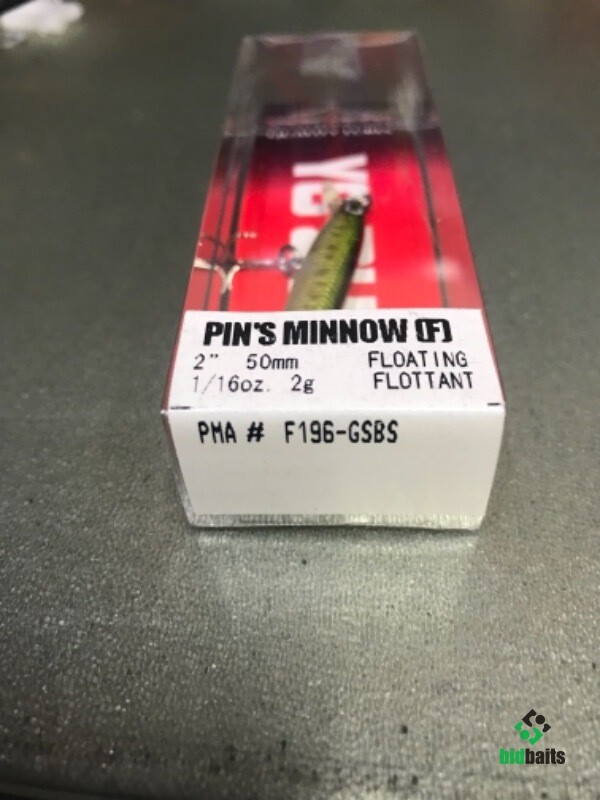 PIN'S MINNOW (F)
2" 50mm FLOATING
1/16oz. 2g FLOTTANT
PMA # F196-GSBS
bidbaits